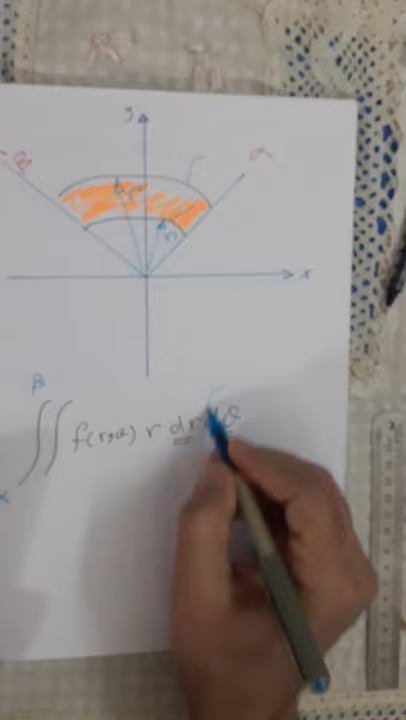 y
β α
r
x
β
∬ f(r,θ) r dr dθ
α